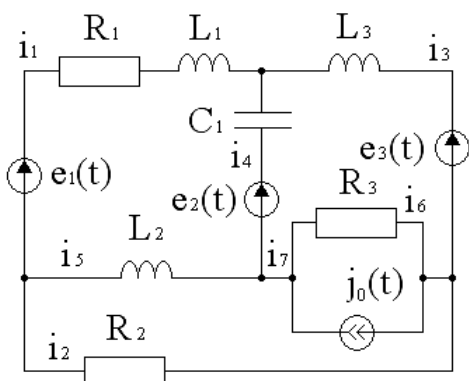 R₁ L₁ L₃
i₁ i₃
C₁
i₄
e₁(t) e₂(t) e₃(t)
R₃
i₆
L₂
i₅ i₇
j₀(t)
i₂ R₂